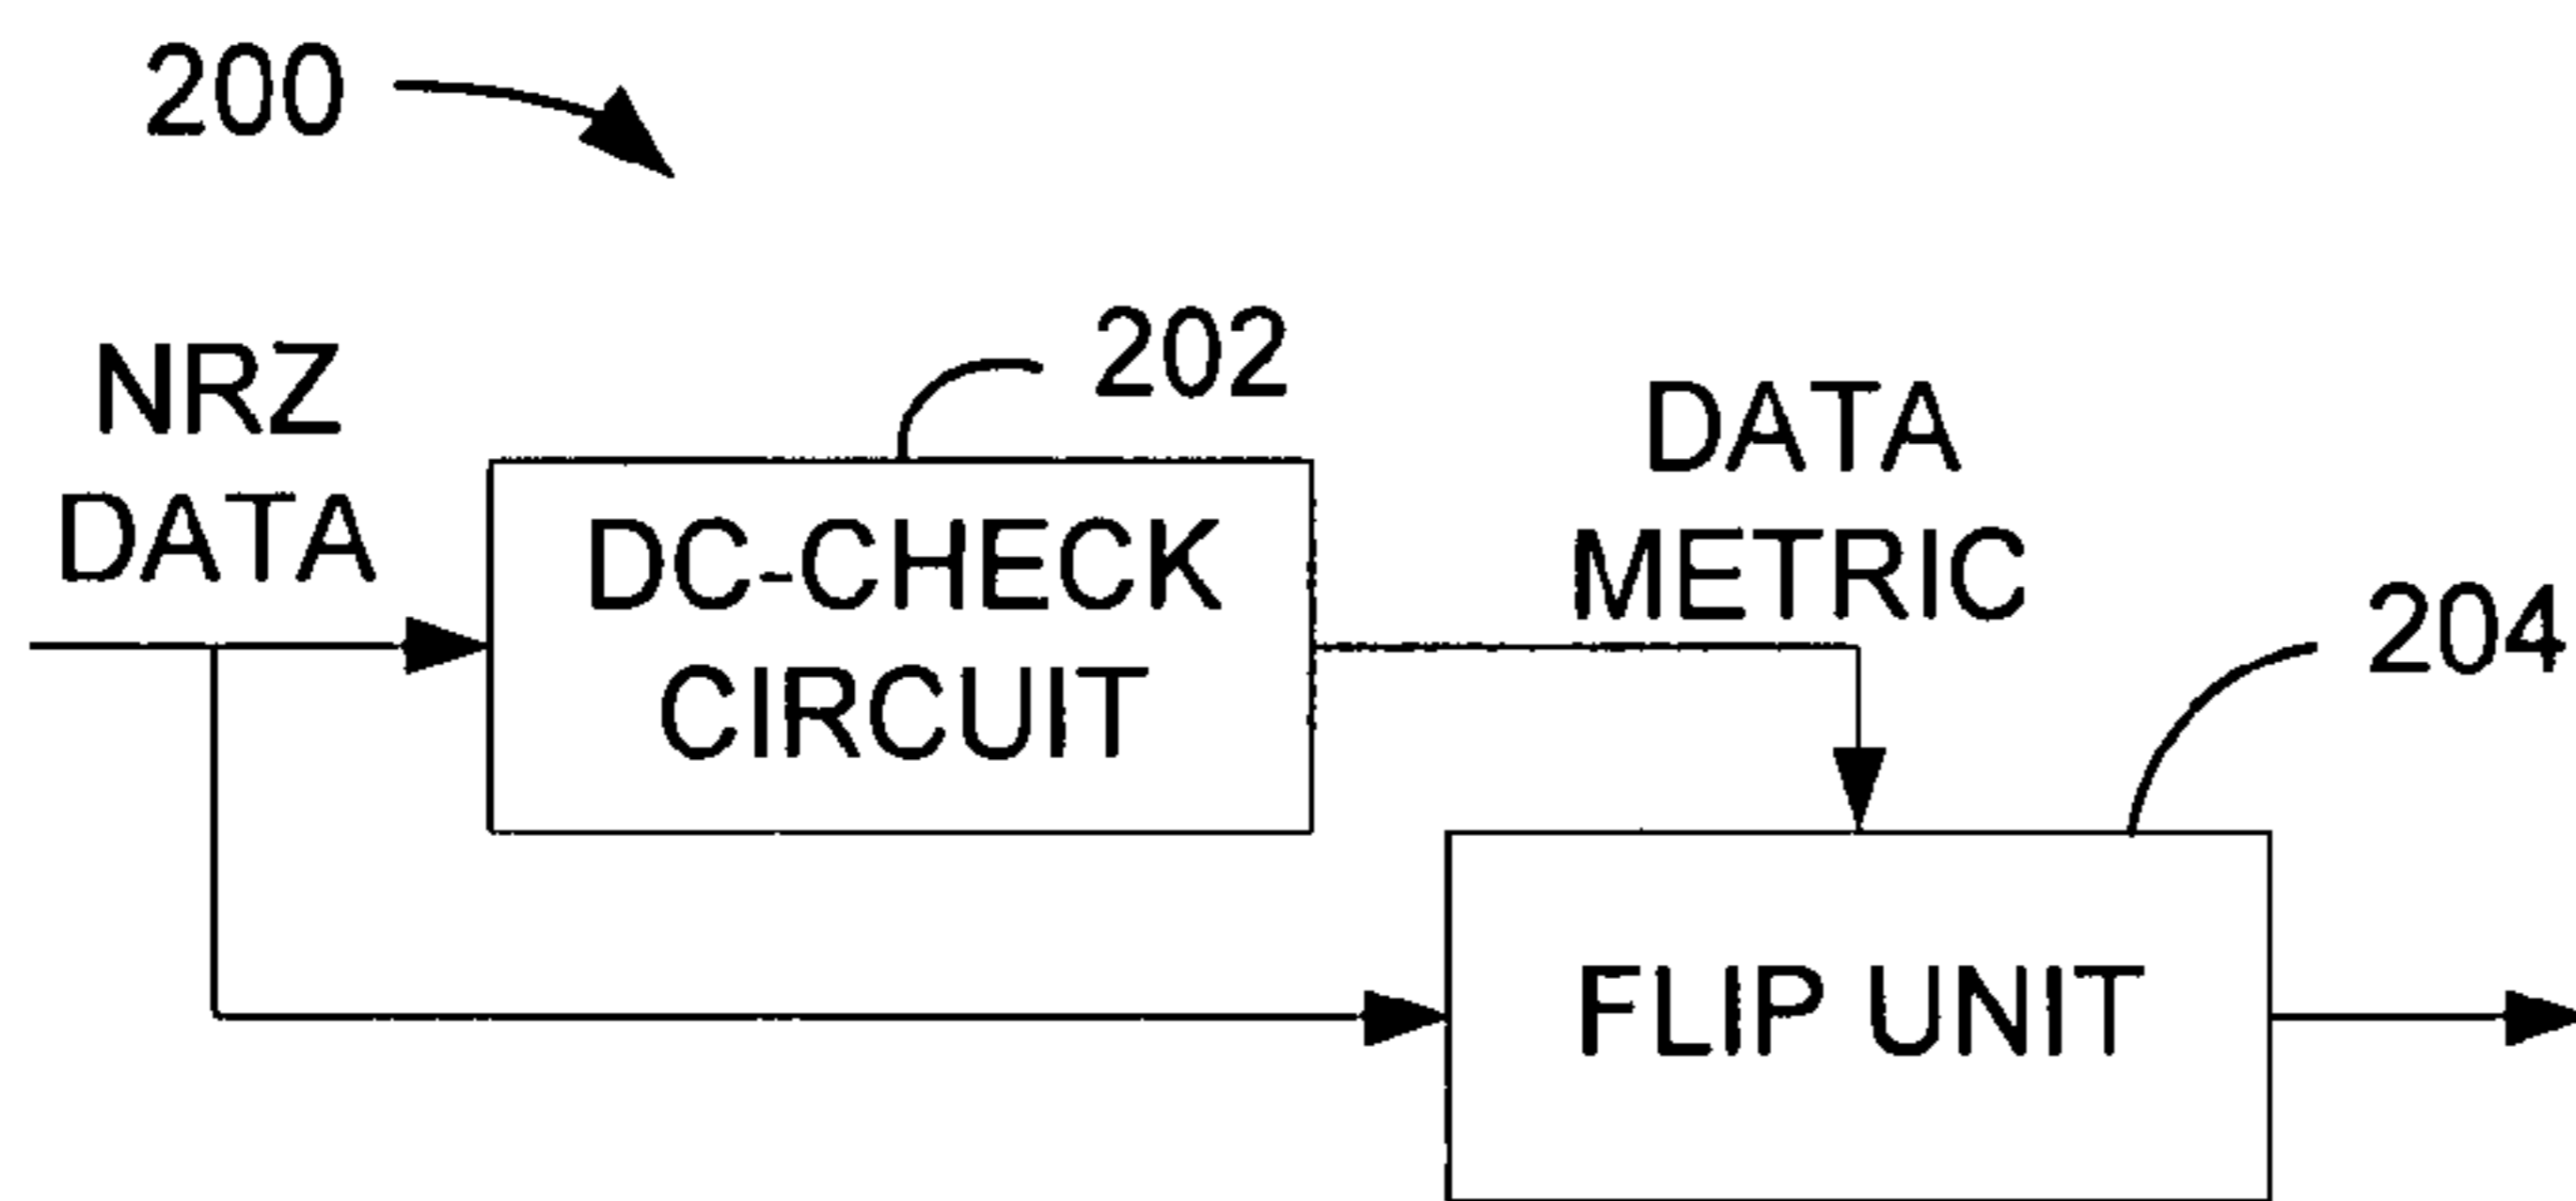 200
NRZ
DATA
202
DC-CHECK
CIRCUIT
DATA
METRIC
204
FLIP UNIT